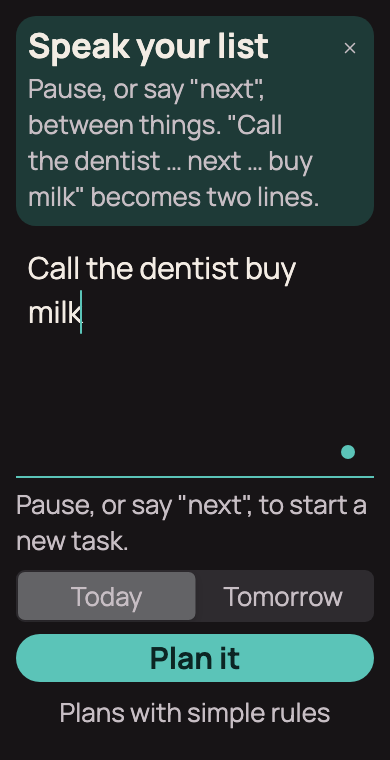 Speak your list
×
Pause, or say "next",
between things. "Call
the dentist … next … buy
milk" becomes two lines.
Call the dentist buy
milk
Pause, or say "next", to start a
new task.
Today
Tomorrow
Plan it
Plans with simple rules